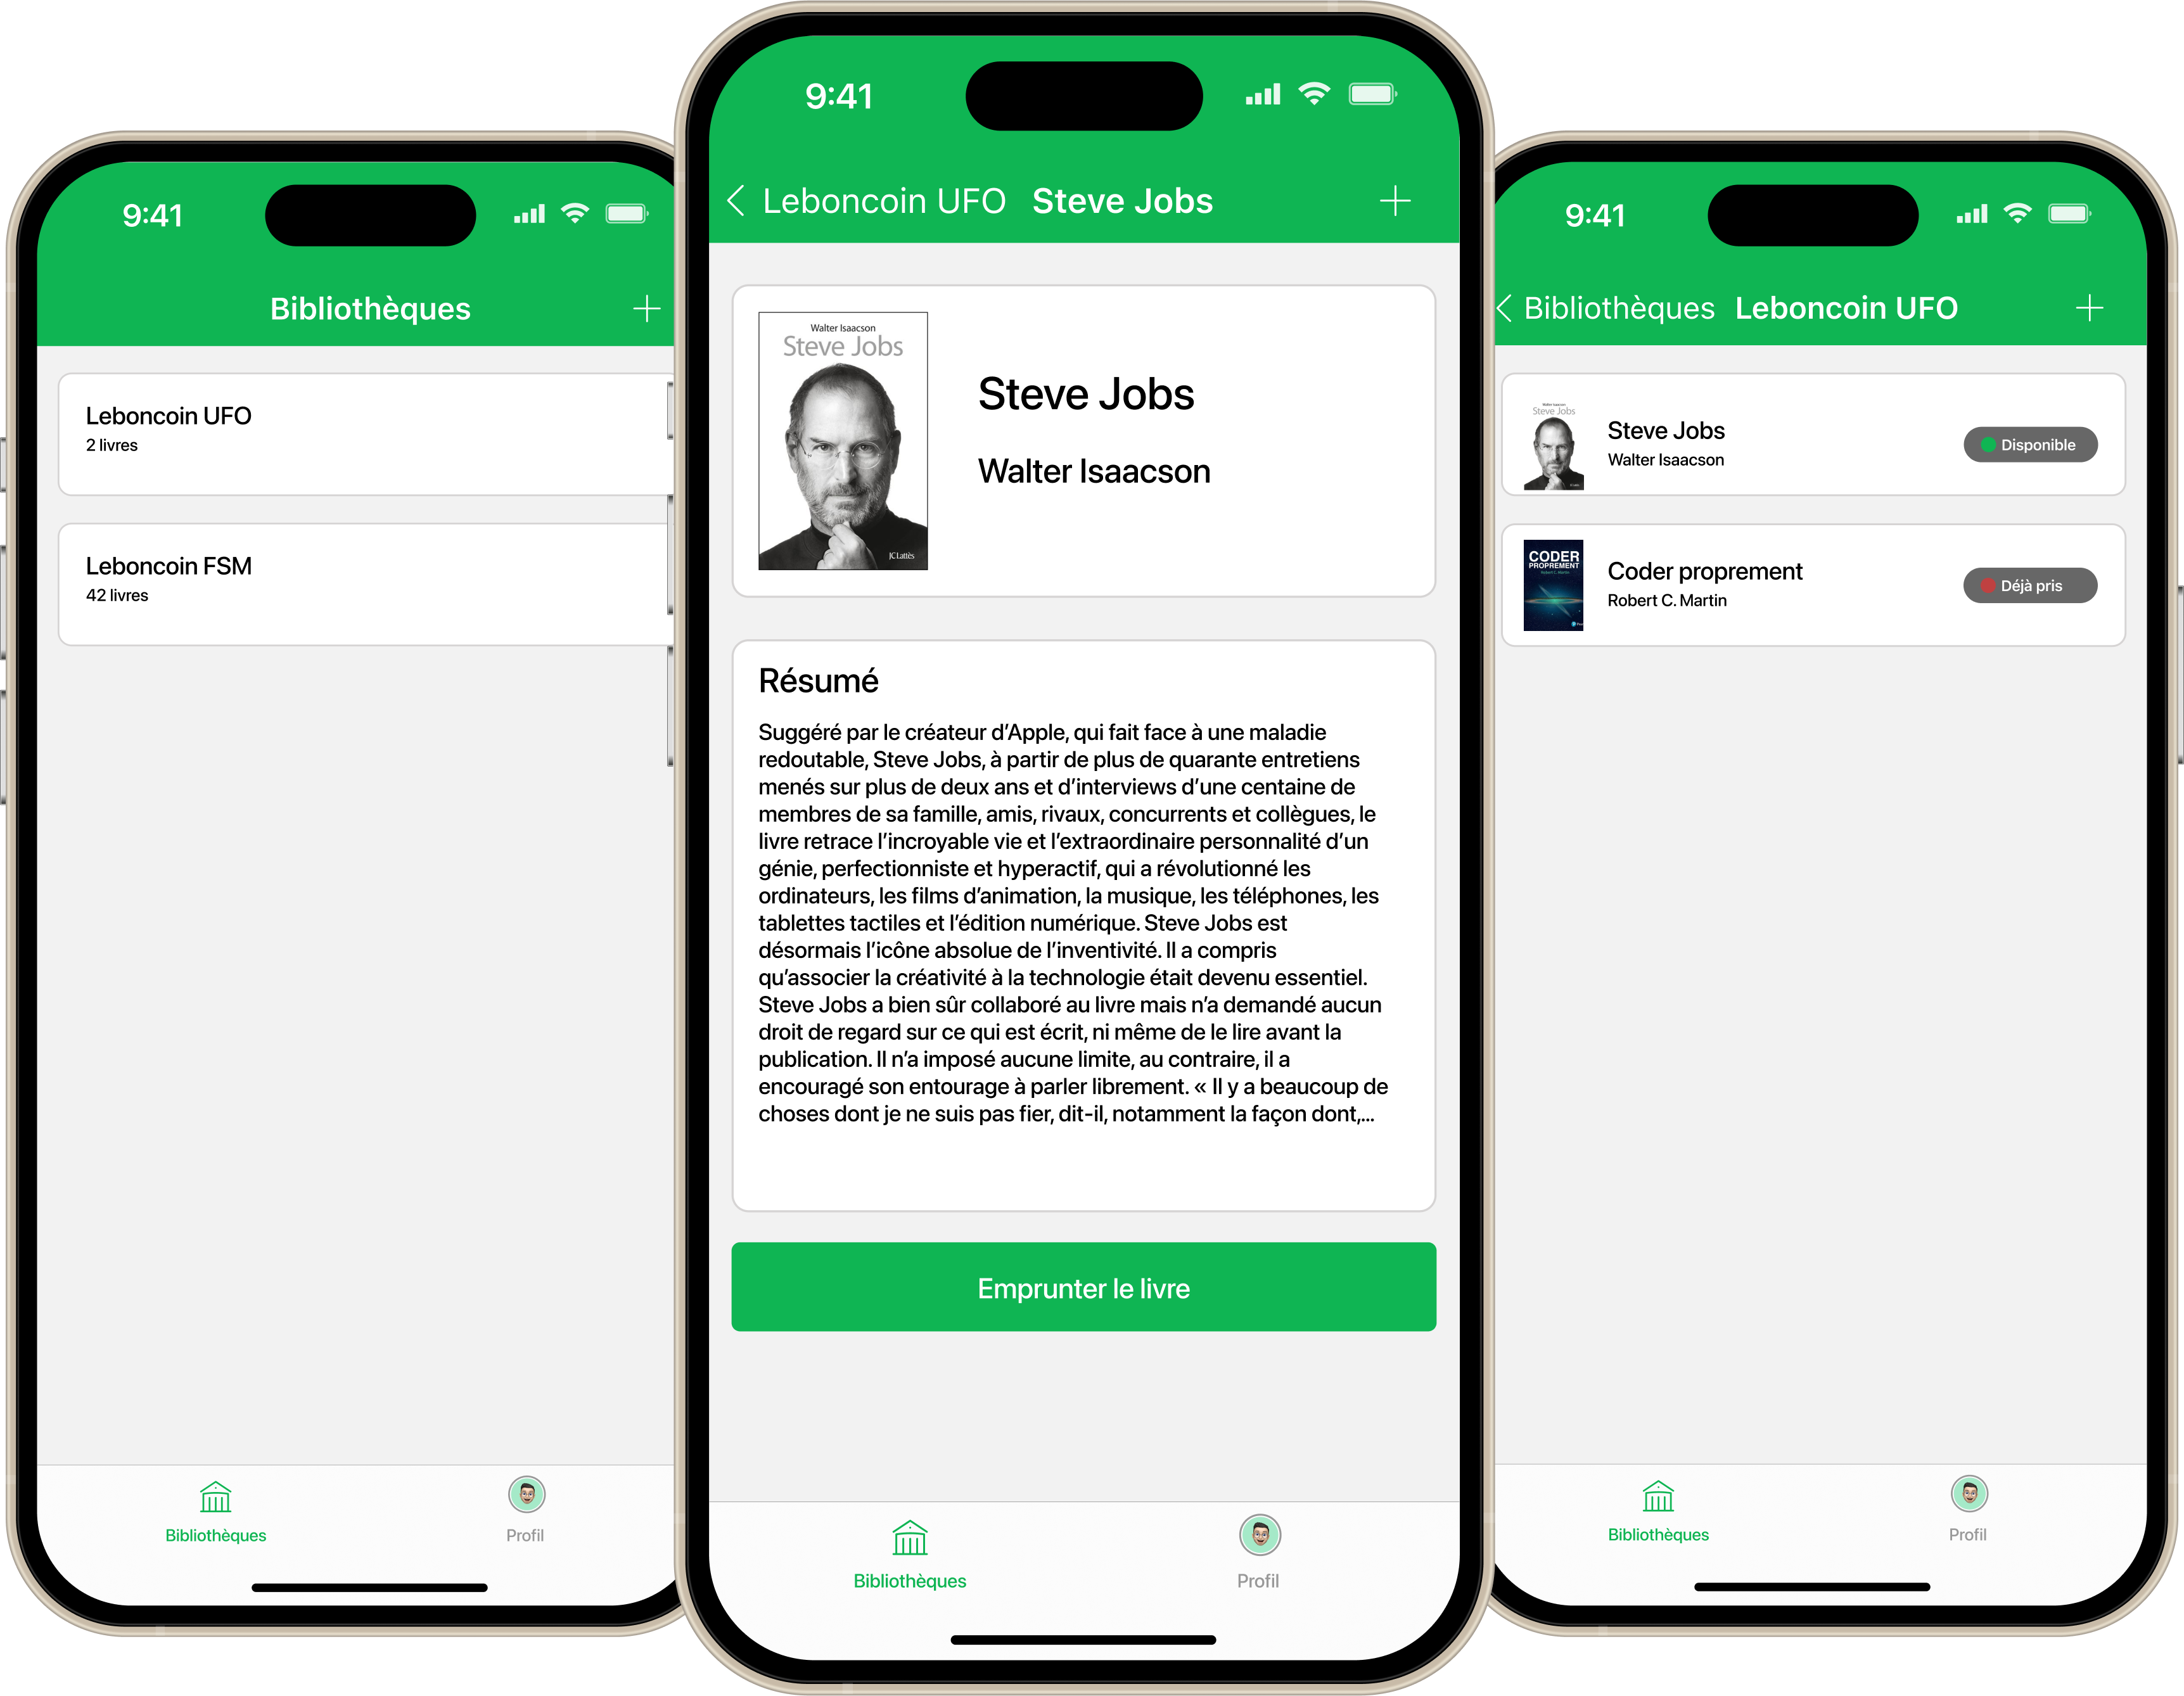 9:41
Bibliothèques
Leboncoin UFO
2 livres
Leboncoin FSM
42 livres
Bibliothèques
Profil
9:41
Leboncoin UFO Steve Jobs
Walter Isaacson
Steve Jobs
JC Lattès
Steve Jobs
Walter Isaacson
Résumé
Suggéré par le créateur d’Apple, qui fait face à une maladie
redoutable, Steve Jobs, à partir de plus de quarante entretiens
menés sur plus de deux ans et d’interviews d’une centaine de
membres de sa famille, amis, rivaux, concurrents et collègues, le
livre retrace l’incroyable vie et l’extraordinaire personnalité d’un
génie, perfectionniste et hyperactif, qui a révolutionné les
ordinateurs, les films d’animation, la musique, les téléphones, les
tablettes tactiles et l’édition numérique. Steve Jobs est
désormais l’icône absolue de l’inventivité. Il a compris
qu’associer la créativité à la technologie était devenu essentiel.
Steve Jobs a bien sûr collaboré au livre mais n’a demandé aucun
droit de regard sur ce qui est écrit, ni même de le lire avant la
publication. Il n’a imposé aucune limite, au contraire, il a
encouragé son entourage à parler librement. « Il y a beaucoup de
choses dont je ne suis pas fier, dit-il, notamment la façon dont,...
Emprunter le livre
Bibliothèques
Profil
9:41
Bibliothèques Leboncoin UFO
Walter Isaacson
Steve Jobs
Steve Jobs
Walter Isaacson
Disponible
CODER
PROPREMENT
Robert C. Martin
Coder proprement
Robert C. Martin
Déjà pris
Bibliothèques
Profil